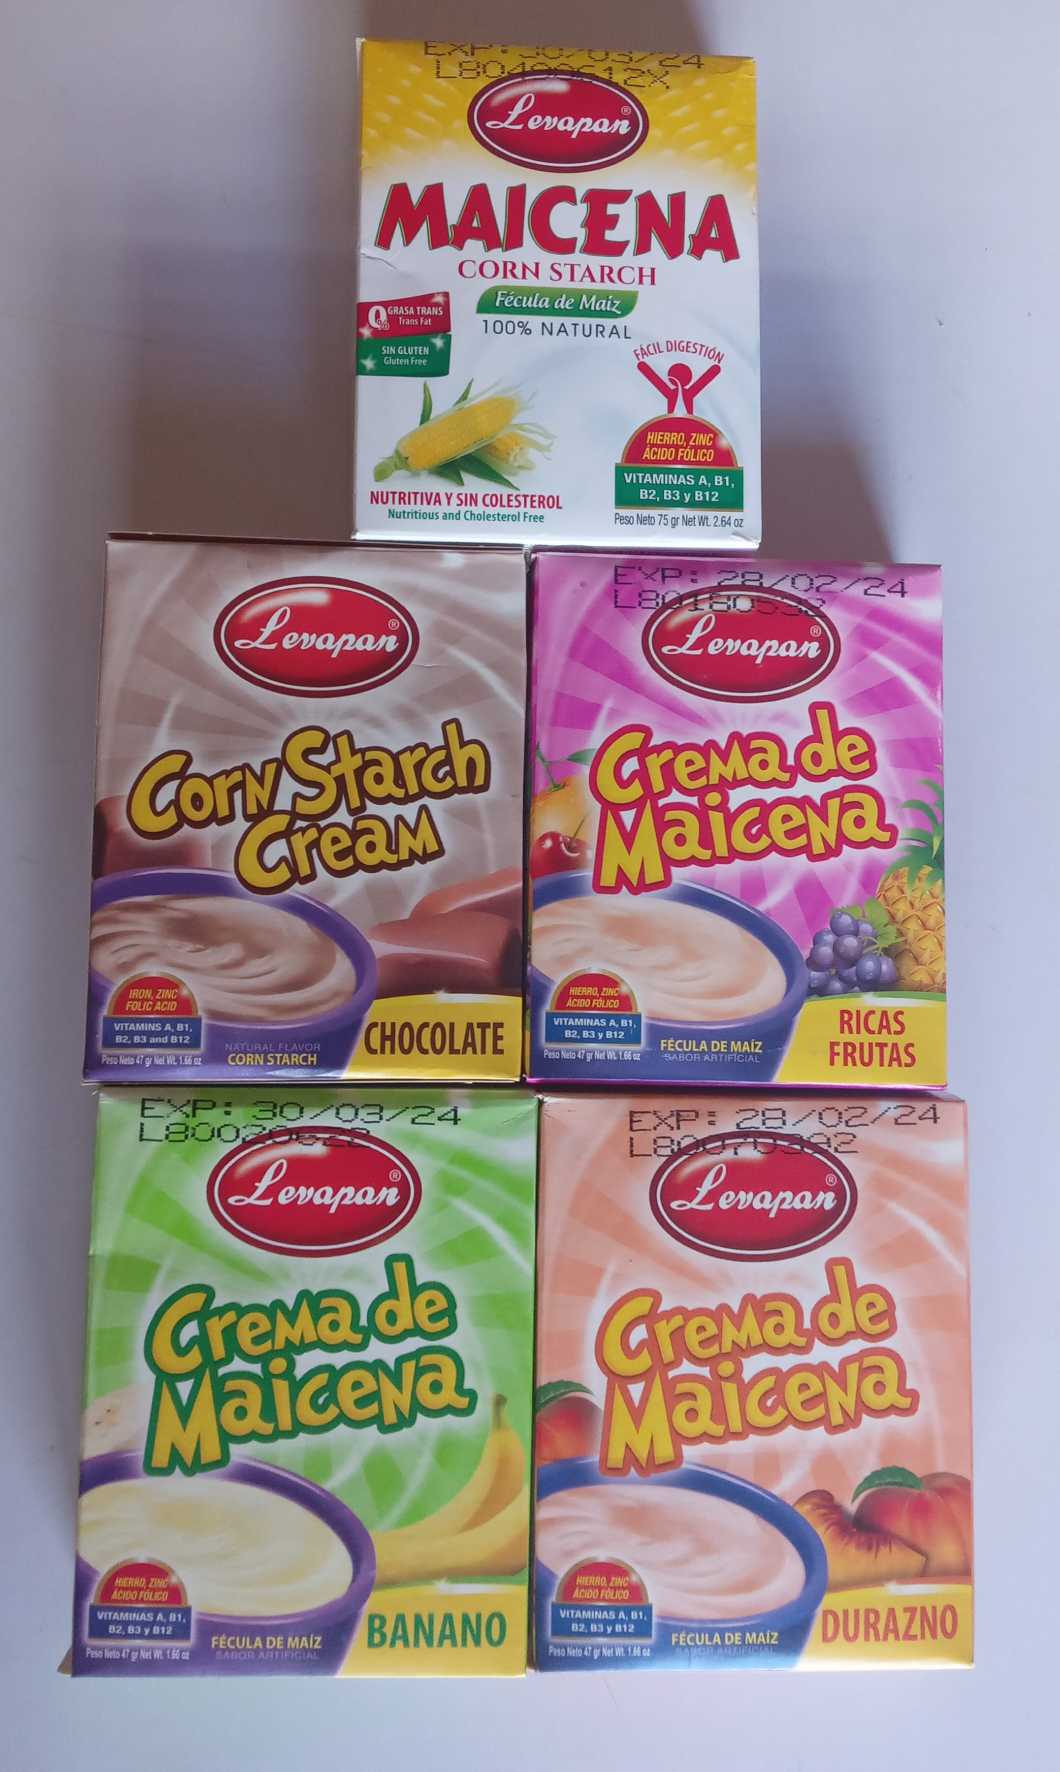 EXP: 30/03/24
Levapan®
MAICENA
CORN STARCH
Fécula de Maíz
100% NATURAL
0% GRASA TRANS
Trans Fat
SIN GLUTEN
Gluten Free
FÁCIL DIGESTIÓN
HIERRO, ZINC
ÁCIDO FÓLICO
VITAMINAS A, B1,
B2, B3 y B12
NUTRITIVA Y SIN COLESTEROL
Nutritious and Cholesterol Free
Peso Neto 75 gr Net Wt. 2.64 oz
Levapan®
Corn Starch
Cream
IRON, ZINC
FOLIC ACID
VITAMINS A, B1,
B2, B3 and B12
Peso Neto 47 gr Net Wt. 1.66 oz
NATURAL FLAVOR
CORN STARCH
CHOCOLATE
EXP: 28/02/24
Levapan®
Crema de
Maicena
HIERRO, ZINC
ÁCIDO FÓLICO
VITAMINAS A, B1,
B2, B3 y B12
Peso Neto 47 gr Net Wt. 1.66 oz
FÉCULA DE MAÍZ
SABOR ARTIFICIAL
RICAS
FRUTAS
EXP: 30/03/24
Levapan®
Crema de
Maicena
HIERRO, ZINC
ÁCIDO FÓLICO
VITAMINAS A, B1,
B2, B3 y B12
Peso Neto 47 gr Net Wt. 1.66 oz
FÉCULA DE MAÍZ
SABOR ARTIFICIAL
BANANO
EXP: 28/02/24
Levapan®
Crema de
Maicena
HIERRO, ZINC
ÁCIDO FÓLICO
VITAMINAS A, B1,
B2, B3 y B12
Peso Neto 47 gr Net Wt. 1.66 oz
FÉCULA DE MAÍZ
SABOR ARTIFICIAL
DURAZNO